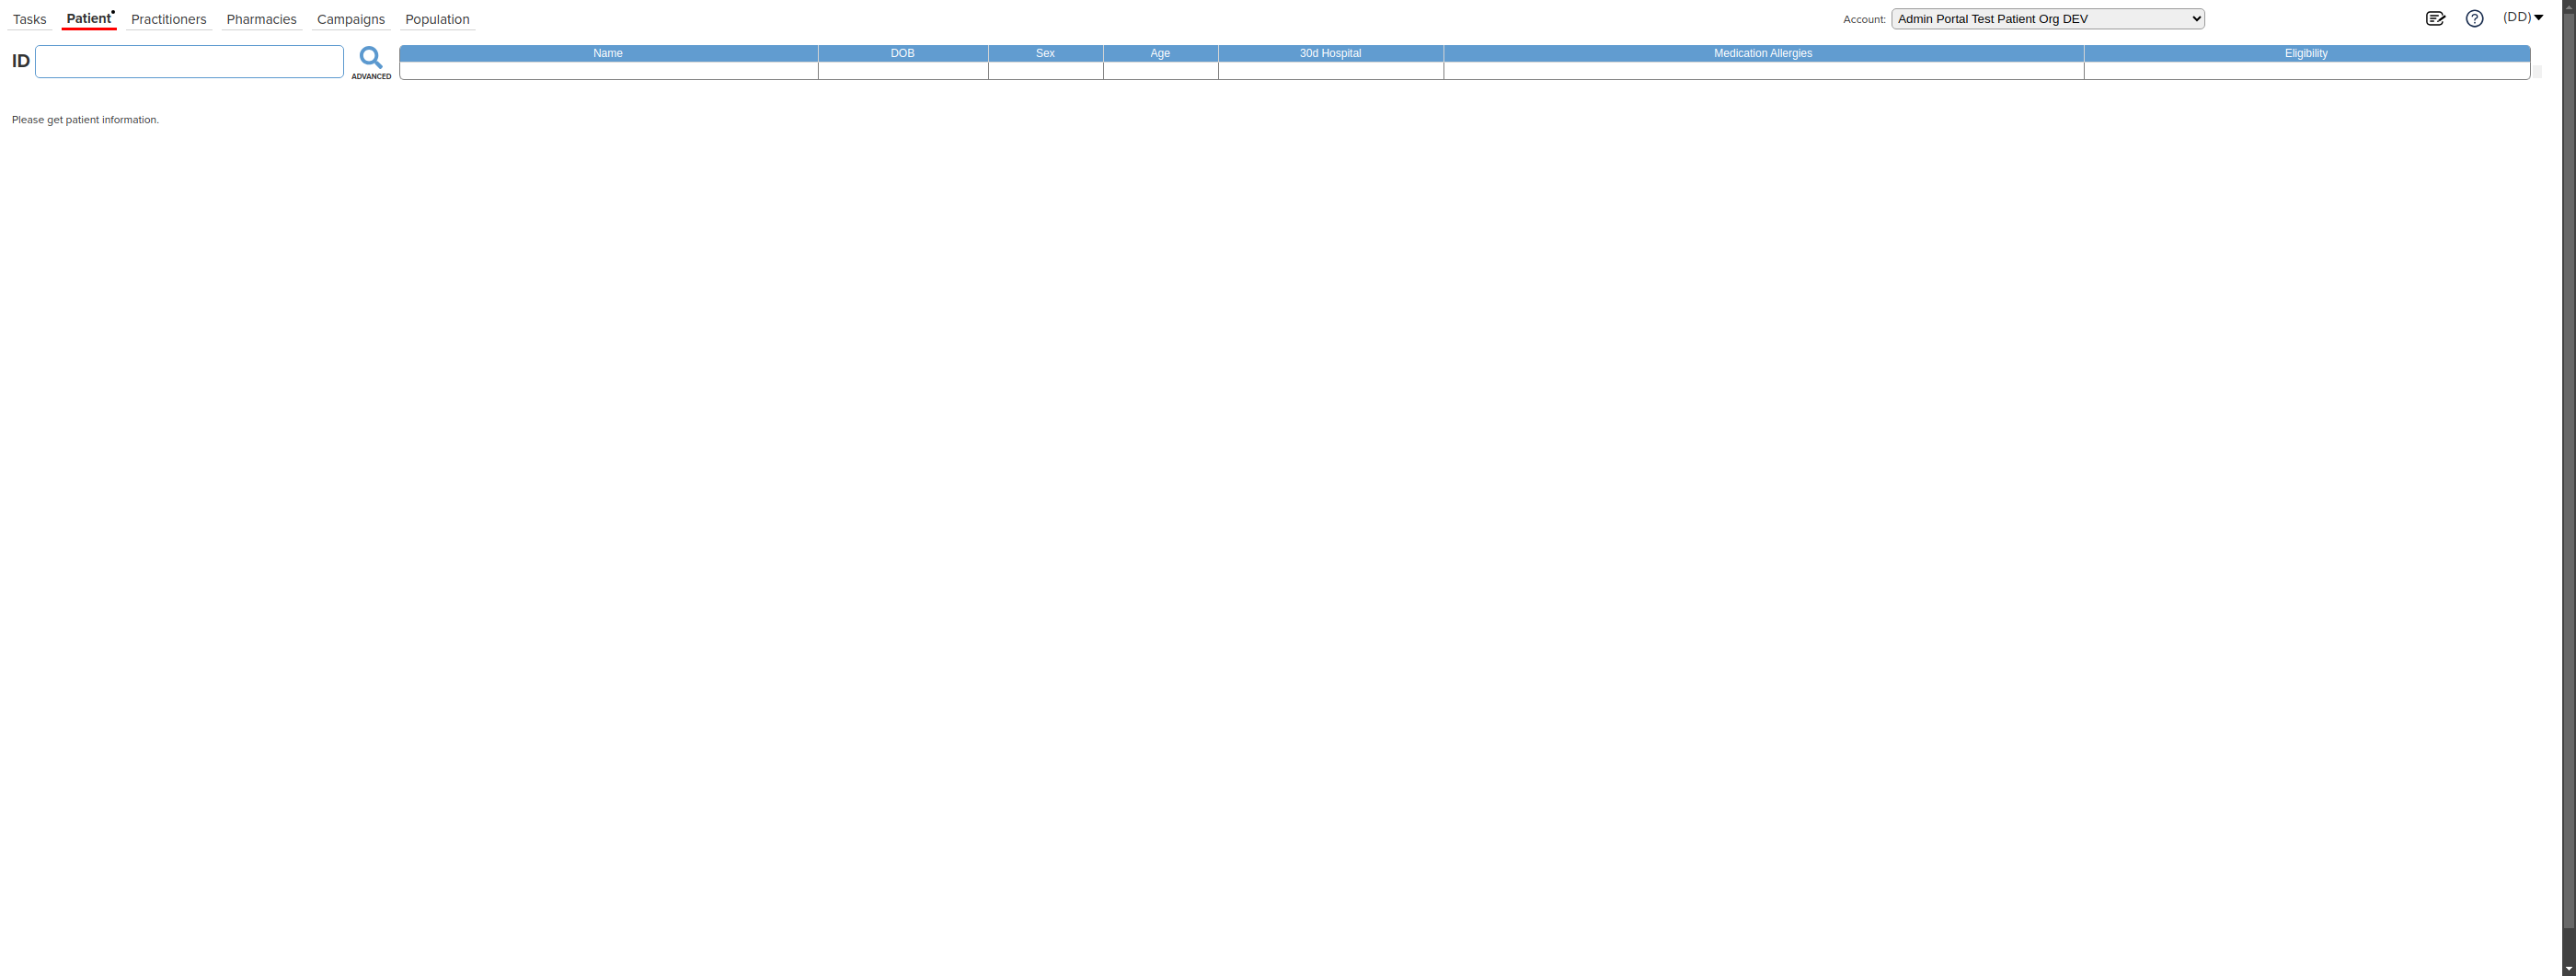 Tasks Patient Practitioners Pharmacies Campaigns Population Account: Admin Portal Test Patient Org DEV (DD)
ID ADVANCED Name DOB Sex Age 30d Hospital Medication Allergies Eligibility
Please get patient information.